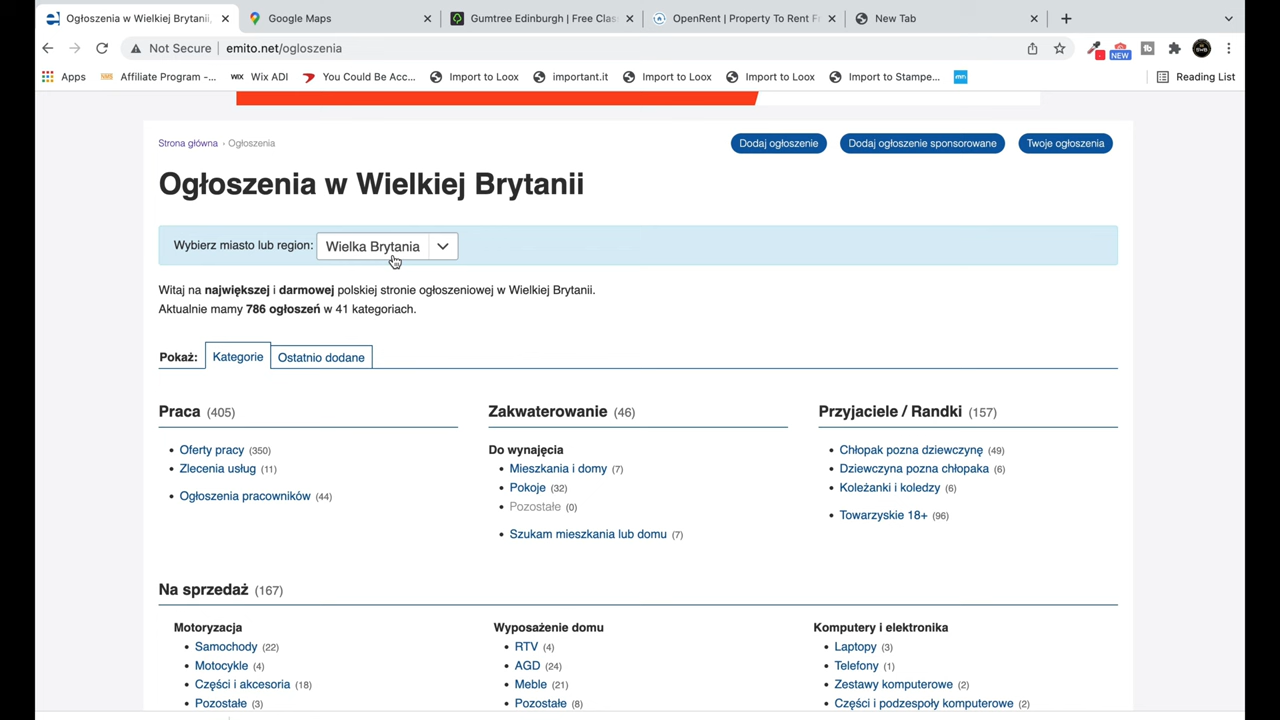 Ogłoszenia w Wielkiej Brytanii,
Google Maps
Gumtree Edinburgh | Free Clas
OpenRent | Property To Rent Fr
New Tab
Not Secure
emito.net/ogloszenia
NEW
Apps
Affiliate Program -...
WIX Wix ADI
You Could Be Acc...
Import to Loox
important.it
Import to Loox
Import to Loox
Import to Stampe...
Reading List
Strona główna › Ogłoszenia
Dodaj ogłoszenie
Dodaj ogłoszenie sponsorowane
Twoje ogłoszenia
Ogłoszenia w Wielkiej Brytanii
Wybierz miasto lub region: Wielka Brytania
Witaj na największej i darmowej polskiej stronie ogłoszeniowej w Wielkiej Brytanii.
Aktualnie mamy 786 ogłoszeń w 41 kategoriach.
Pokaż: Kategorie Ostatnio dodane
Praca (405)
Oferty pracy (350)
Zlecenia usług (11)
Ogłoszenia pracowników (44)
Zakwaterowanie (46)
Do wynajęcia
Mieszkania i domy (7)
Pokoje (32)
Pozostałe (0)
Szukam mieszkania lub domu (7)
Przyjaciele / Randki (157)
Chłopak pozna dziewczynę (49)
Dziewczyna pozna chłopaka (6)
Koleżanki i koledzy (6)
Towarzyskie 18+ (96)
Na sprzedaż (167)
Motoryzacja
Samochody (22)
Motocykle (4)
Części i akcesoria (18)
Pozostałe (3)
Wyposażenie domu
RTV (4)
AGD (24)
Meble (21)
Pozostałe (8)
Komputery i elektronika
Laptopy (3)
Telefony (1)
Zestawy komputerowe (2)
Części i podzespoły komputerowe (2)